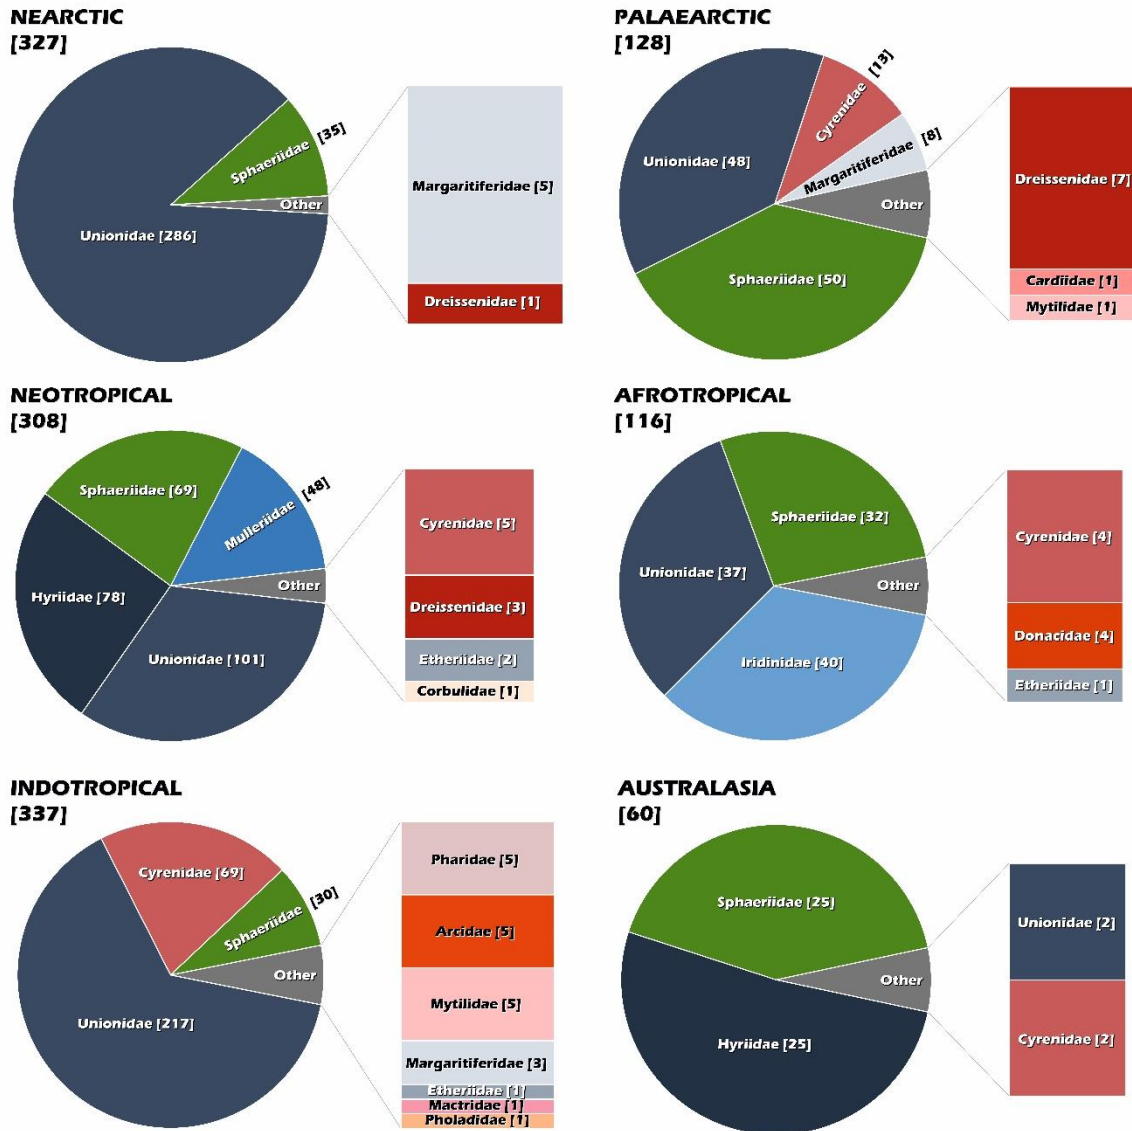 NEARCTIC
[327]
Sphaeriidae [35]
Other
Unionidae [286]
Margaritiferidae [5]
Dreissenidae [1]
PALAEARCTIC
[128]
Cyrenidae [13]
Margaritiferidae [8]
Unionidae [48]
Other
Sphaeriidae [50]
Dreissenidae [7]
Cardiidae [1]
Mytilidae [1]
NEOTROPICAL
[308]
Sphaeriidae [69]
Mulleriidae [48]
Other
Hyriidae [78]
Unionidae [101]
Cyrenidae [5]
Dreissenidae [3]
Etheriidae [2]
Corbulidae [1]
AFROTROPICAL
[116]
Sphaeriidae [32]
Unionidae [37]
Other
Iridinidae [40]
Cyrenidae [4]
Donacidae [4]
Etheriidae [1]
INDOTROPICAL
[337]
Cyrenidae [69]
Sphaeriidae [30]
Other
Unionidae [217]
Pharidae [5]
Arcidae [5]
Mytilidae [5]
Margaritiferidae [3]
Etheriidae [1]
Mactridae [1]
Pholadidae [1]
AUSTRALASIA
[60]
Sphaeriidae [25]
Other
Hyriidae [25]
Unionidae [2]
Cyrenidae [2]